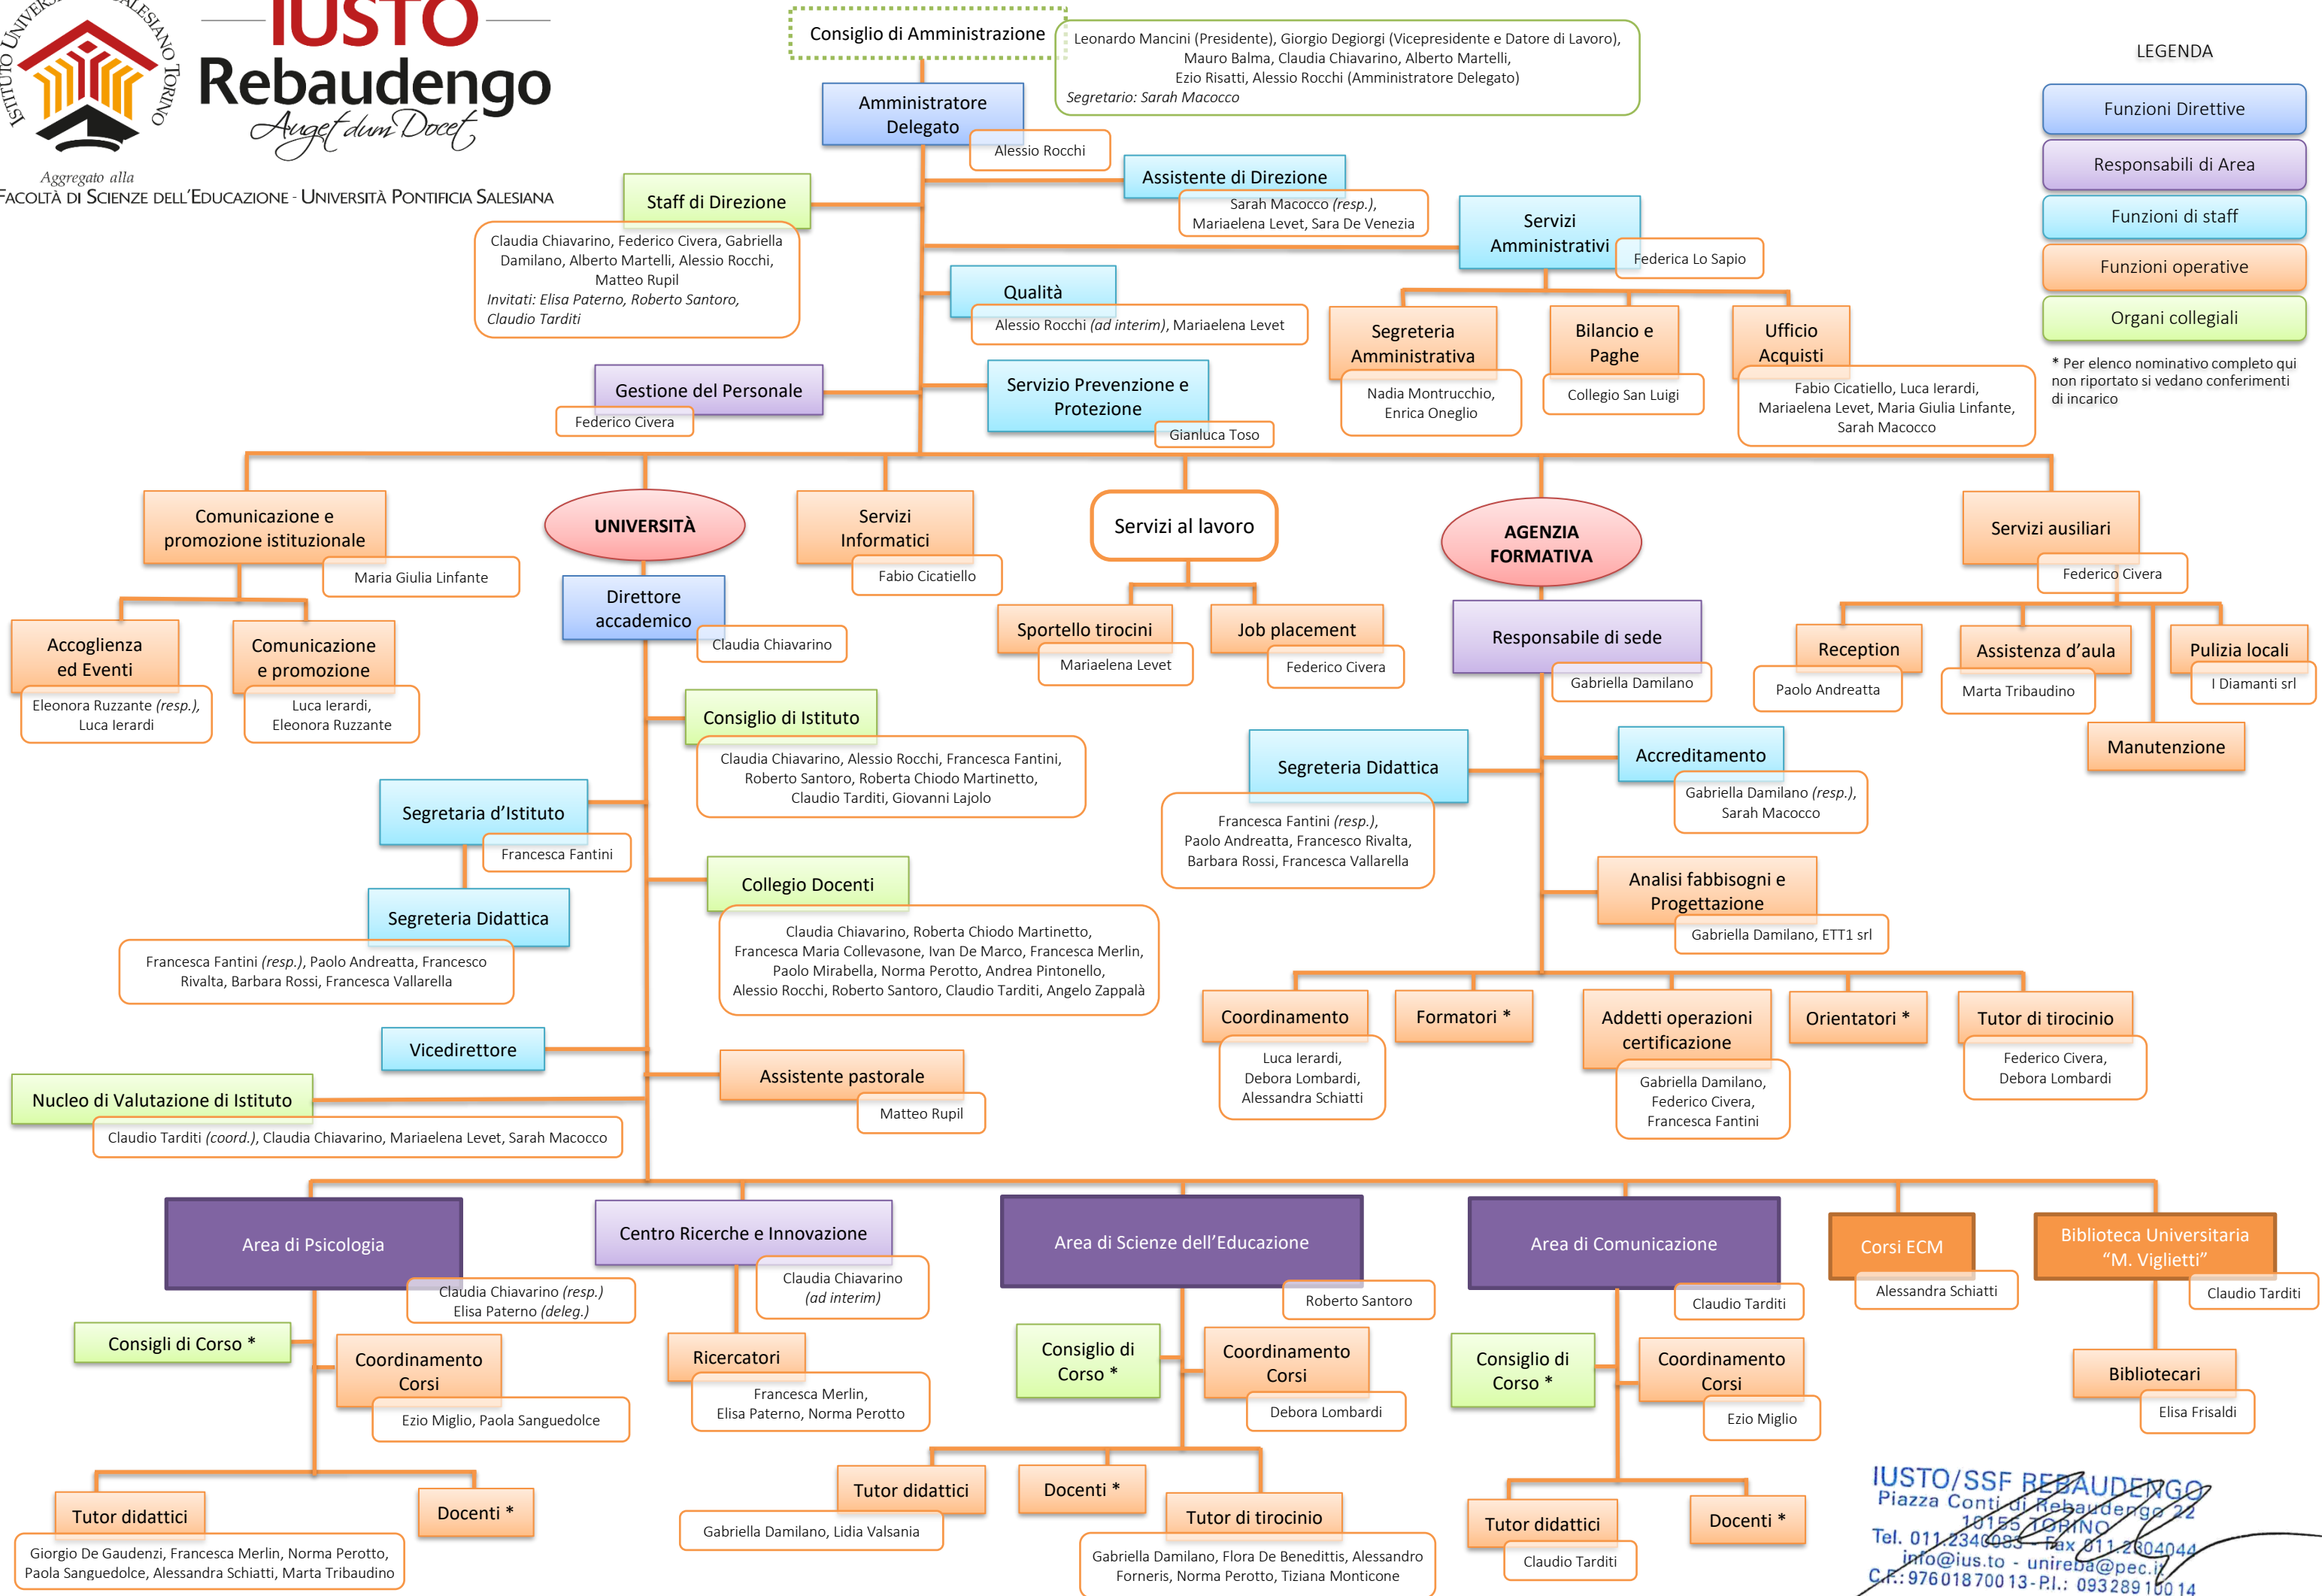 ISTITUTO UNIVERSITARIO SALESIANO TORINO
IUSTO
Rebaudengo
Auget dum Docet
Aggregato alla
FACOLTÀ DI SCIENZE DELL'EDUCAZIONE - UNIVERSITÀ PONTIFICIA SALESIANA
Consiglio di Amministrazione
Leonardo Mancini (Presidente), Giorgio Degiorgi (Vicepresidente e Datore di Lavoro),
Mauro Balma, Claudia Chiavarino, Alberto Martelli,
Ezio Risatti, Alessio Rocchi (Amministratore Delegato)
Segretario: Sarah Macocco
LEGENDA
Funzioni Direttive
Responsabili di Area
Funzioni di staff
Funzioni operative
Organi collegiali
* Per elenco nominativo completo qui
non riportato si vedano conferimenti
di incarico
Amministratore
Delegato
Alessio Rocchi
Assistente di Direzione
Sarah Macocco (resp.),
Mariaelena Levet, Sara De Venezia
Staff di Direzione
Claudia Chiavarino, Federico Civera, Gabriella
Damilano, Alberto Martelli, Alessio Rocchi,
Matteo Rupil
Invitati: Elisa Paterno, Roberto Santoro,
Claudio Tarditi
Servizi
Amministrativi
Federica Lo Sapio
Qualità
Alessio Rocchi (ad interim), Mariaelena Levet
Segreteria
Amministrativa
Nadia Montrucchio,
Enrica Oneglio
Bilancio e
Paghe
Collegio San Luigi
Ufficio
Acquisti
Fabio Cicatiello, Luca Ierardi,
Mariaelena Levet, Maria Giulia Linfante,
Sarah Macocco
Gestione del Personale
Federico Civera
Servizio Prevenzione e
Protezione
Gianluca Toso
Comunicazione e
promozione istituzionale
Maria Giulia Linfante
Accoglienza
ed Eventi
Eleonora Ruzzante (resp.),
Luca Ierardi
Comunicazione
e promozione
Luca Ierardi,
Eleonora Ruzzante
UNIVERSITÀ
Direttore
accademico
Claudia Chiavarino
Servizi
Informatici
Fabio Cicatiello
Servizi al lavoro
Sportello tirocini
Mariaelena Levet
Job placement
Federico Civera
AGENZIA
FORMATIVA
Responsabile di sede
Gabriella Damilano
Servizi ausiliari
Federico Civera
Reception
Paolo Andreatta
Assistenza d'aula
Marta Tribaudino
Pulizia locali
I Diamanti srl
Manutenzione
Consiglio di Istituto
Claudia Chiavarino, Alessio Rocchi, Francesca Fantini,
Roberto Santoro, Roberta Chiodo Martinetto,
Claudio Tarditi, Giovanni Lajolo
Segretaria d'Istituto
Francesca Fantini
Segreteria Didattica
Francesca Fantini (resp.), Paolo Andreatta, Francesco
Rivalta, Barbara Rossi, Francesca Vallarella
Collegio Docenti
Claudia Chiavarino, Roberta Chiodo Martinetto,
Francesca Maria Collevasone, Ivan De Marco, Francesca Merlin,
Paolo Mirabella, Norma Perotto, Andrea Pintonello,
Alessio Rocchi, Roberto Santoro, Claudio Tarditi, Angelo Zappalà
Vicedirettore
Assistente pastorale
Matteo Rupil
Nucleo di Valutazione di Istituto
Claudio Tarditi (coord.), Claudia Chiavarino, Mariaelena Levet, Sarah Macocco
Segreteria Didattica
Francesca Fantini (resp.),
Paolo Andreatta, Francesco Rivalta,
Barbara Rossi, Francesca Vallarella
Accreditamento
Gabriella Damilano (resp.),
Sarah Macocco
Analisi fabbisogni e
Progettazione
Gabriella Damilano, ETT1 srl
Coordinamento
Luca Ierardi,
Debora Lombardi,
Alessandra Schiatti
Formatori *
Addetti operazioni
certificazione
Gabriella Damilano,
Federico Civera,
Francesca Fantini
Orientatori *
Tutor di tirocinio
Federico Civera,
Debora Lombardi
Area di Psicologia
Claudia Chiavarino (resp.)
Elisa Paterno (deleg.)
Consigli di Corso *
Coordinamento
Corsi
Ezio Miglio, Paola Sanguedolce
Tutor didattici
Giorgio De Gaudenzi, Francesca Merlin, Norma Perotto,
Paola Sanguedolce, Alessandra Schiatti, Marta Tribaudino
Docenti *
Centro Ricerche e Innovazione
Claudia Chiavarino
(ad interim)
Ricercatori
Francesca Merlin,
Elisa Paterno, Norma Perotto
Area di Scienze dell'Educazione
Roberto Santoro
Consiglio di
Corso *
Coordinamento
Corsi
Debora Lombardi
Tutor didattici
Gabriella Damilano, Lidia Valsania
Docenti *
Tutor di tirocinio
Gabriella Damilano, Flora De Benedittis, Alessandro
Forneris, Norma Perotto, Tiziana Monticone
Area di Comunicazione
Claudio Tarditi
Consiglio di
Corso *
Coordinamento
Corsi
Ezio Miglio
Tutor didattici
Claudio Tarditi
Docenti *
Corsi ECM
Alessandra Schiatti
Biblioteca Universitaria
"M. Viglietti"
Claudio Tarditi
Bibliotecari
Elisa Frisaldi
IUSTO/SSF REBAUDENGO
Piazza Conti di Rebaudengo 22
10155 TORINO
Tel. 011.2340083 - Fax 011.2304044
info@ius.to - unireba@pec.it
C.F.: 97601870013-P.I.: 09328910014